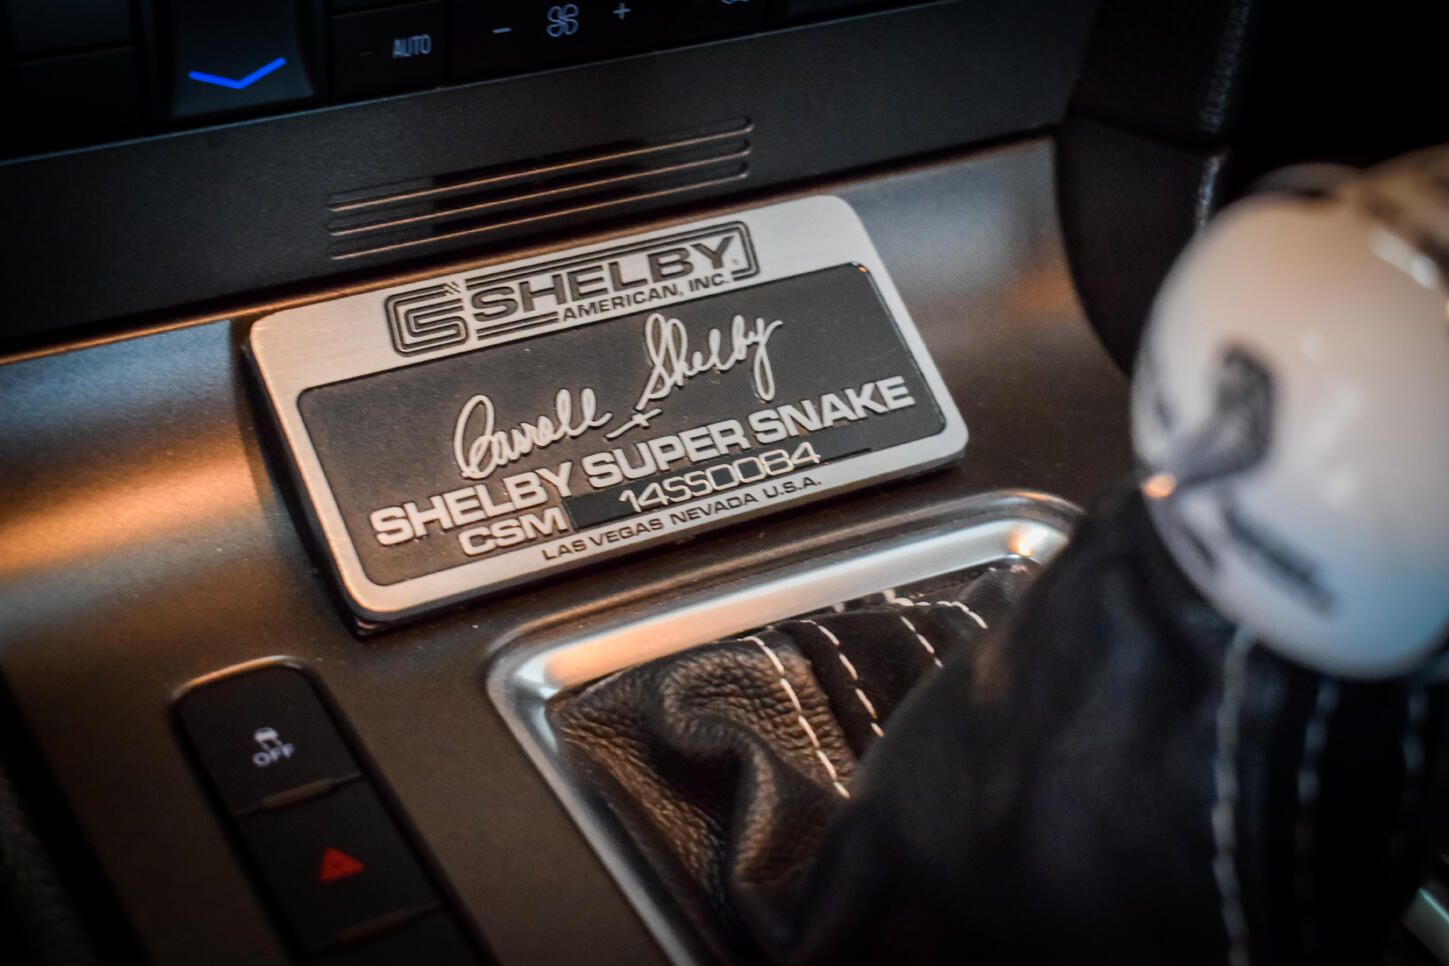 AUTO
- +
SHELBY
AMERICAN, INC.
Carroll Shelby
SHELBY SUPER SNAKE
CSM 14SS0084
LAS VEGAS NEVADA U.S.A.
OFF